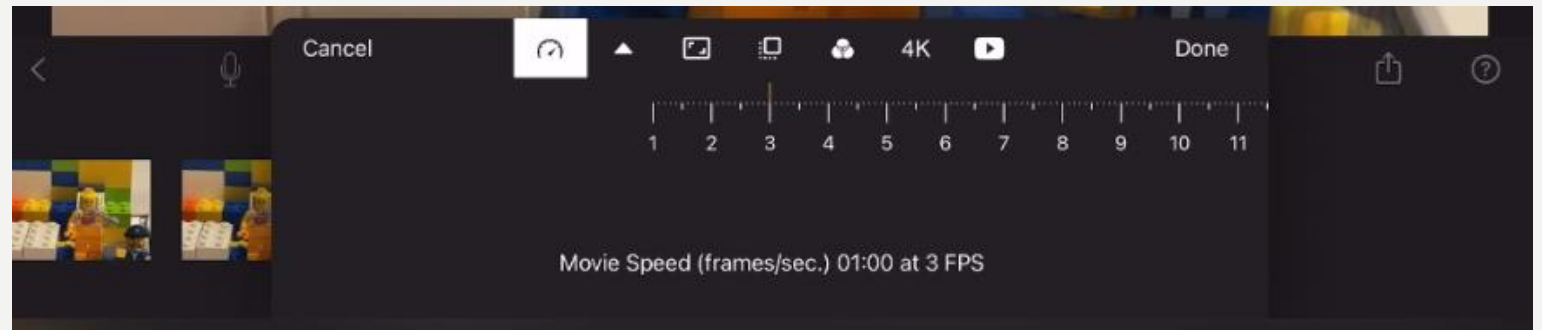 Cancel 4K Done
1 2 3 4 5 6 7 8 9 10 11
Movie Speed (frames/sec.) 01:00 at 3 FPS